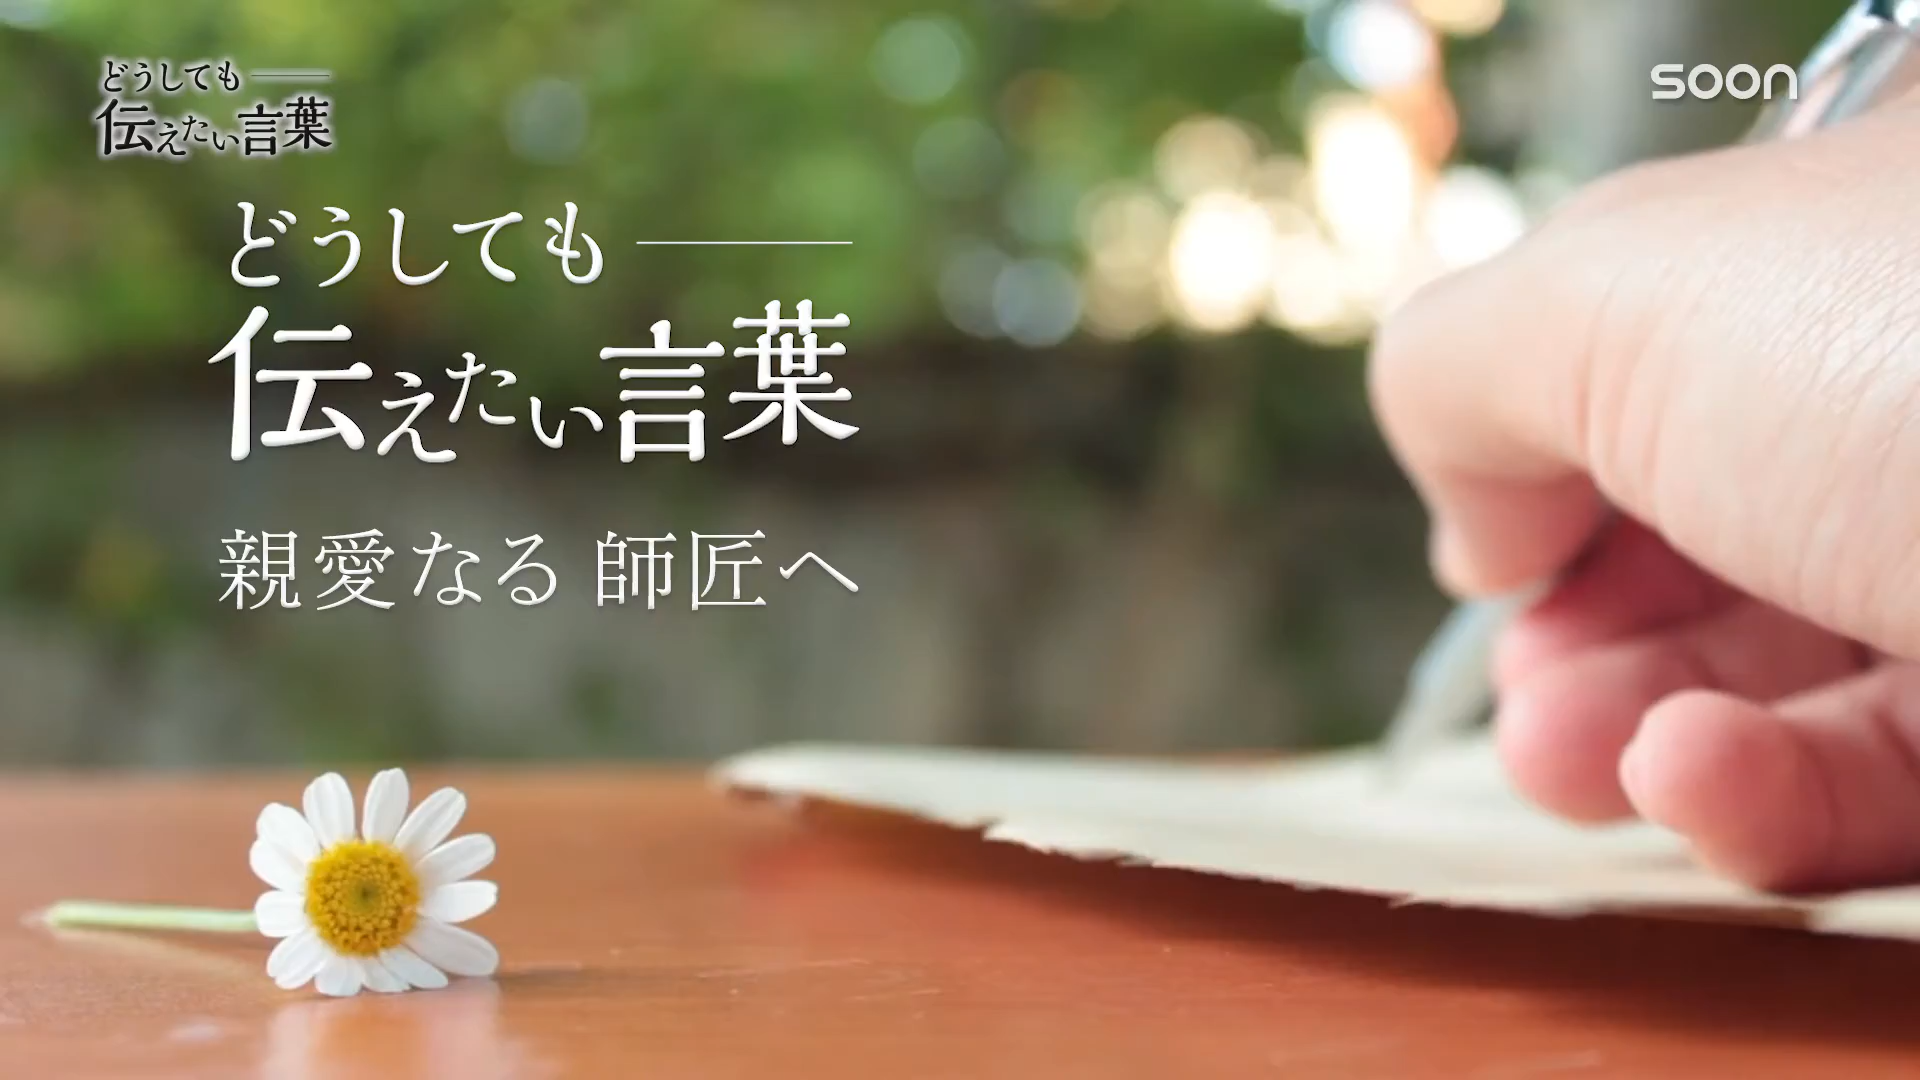 どうしても
伝えたい言葉
soon
どうしても
伝えたい言葉
親愛なる 師匠へ